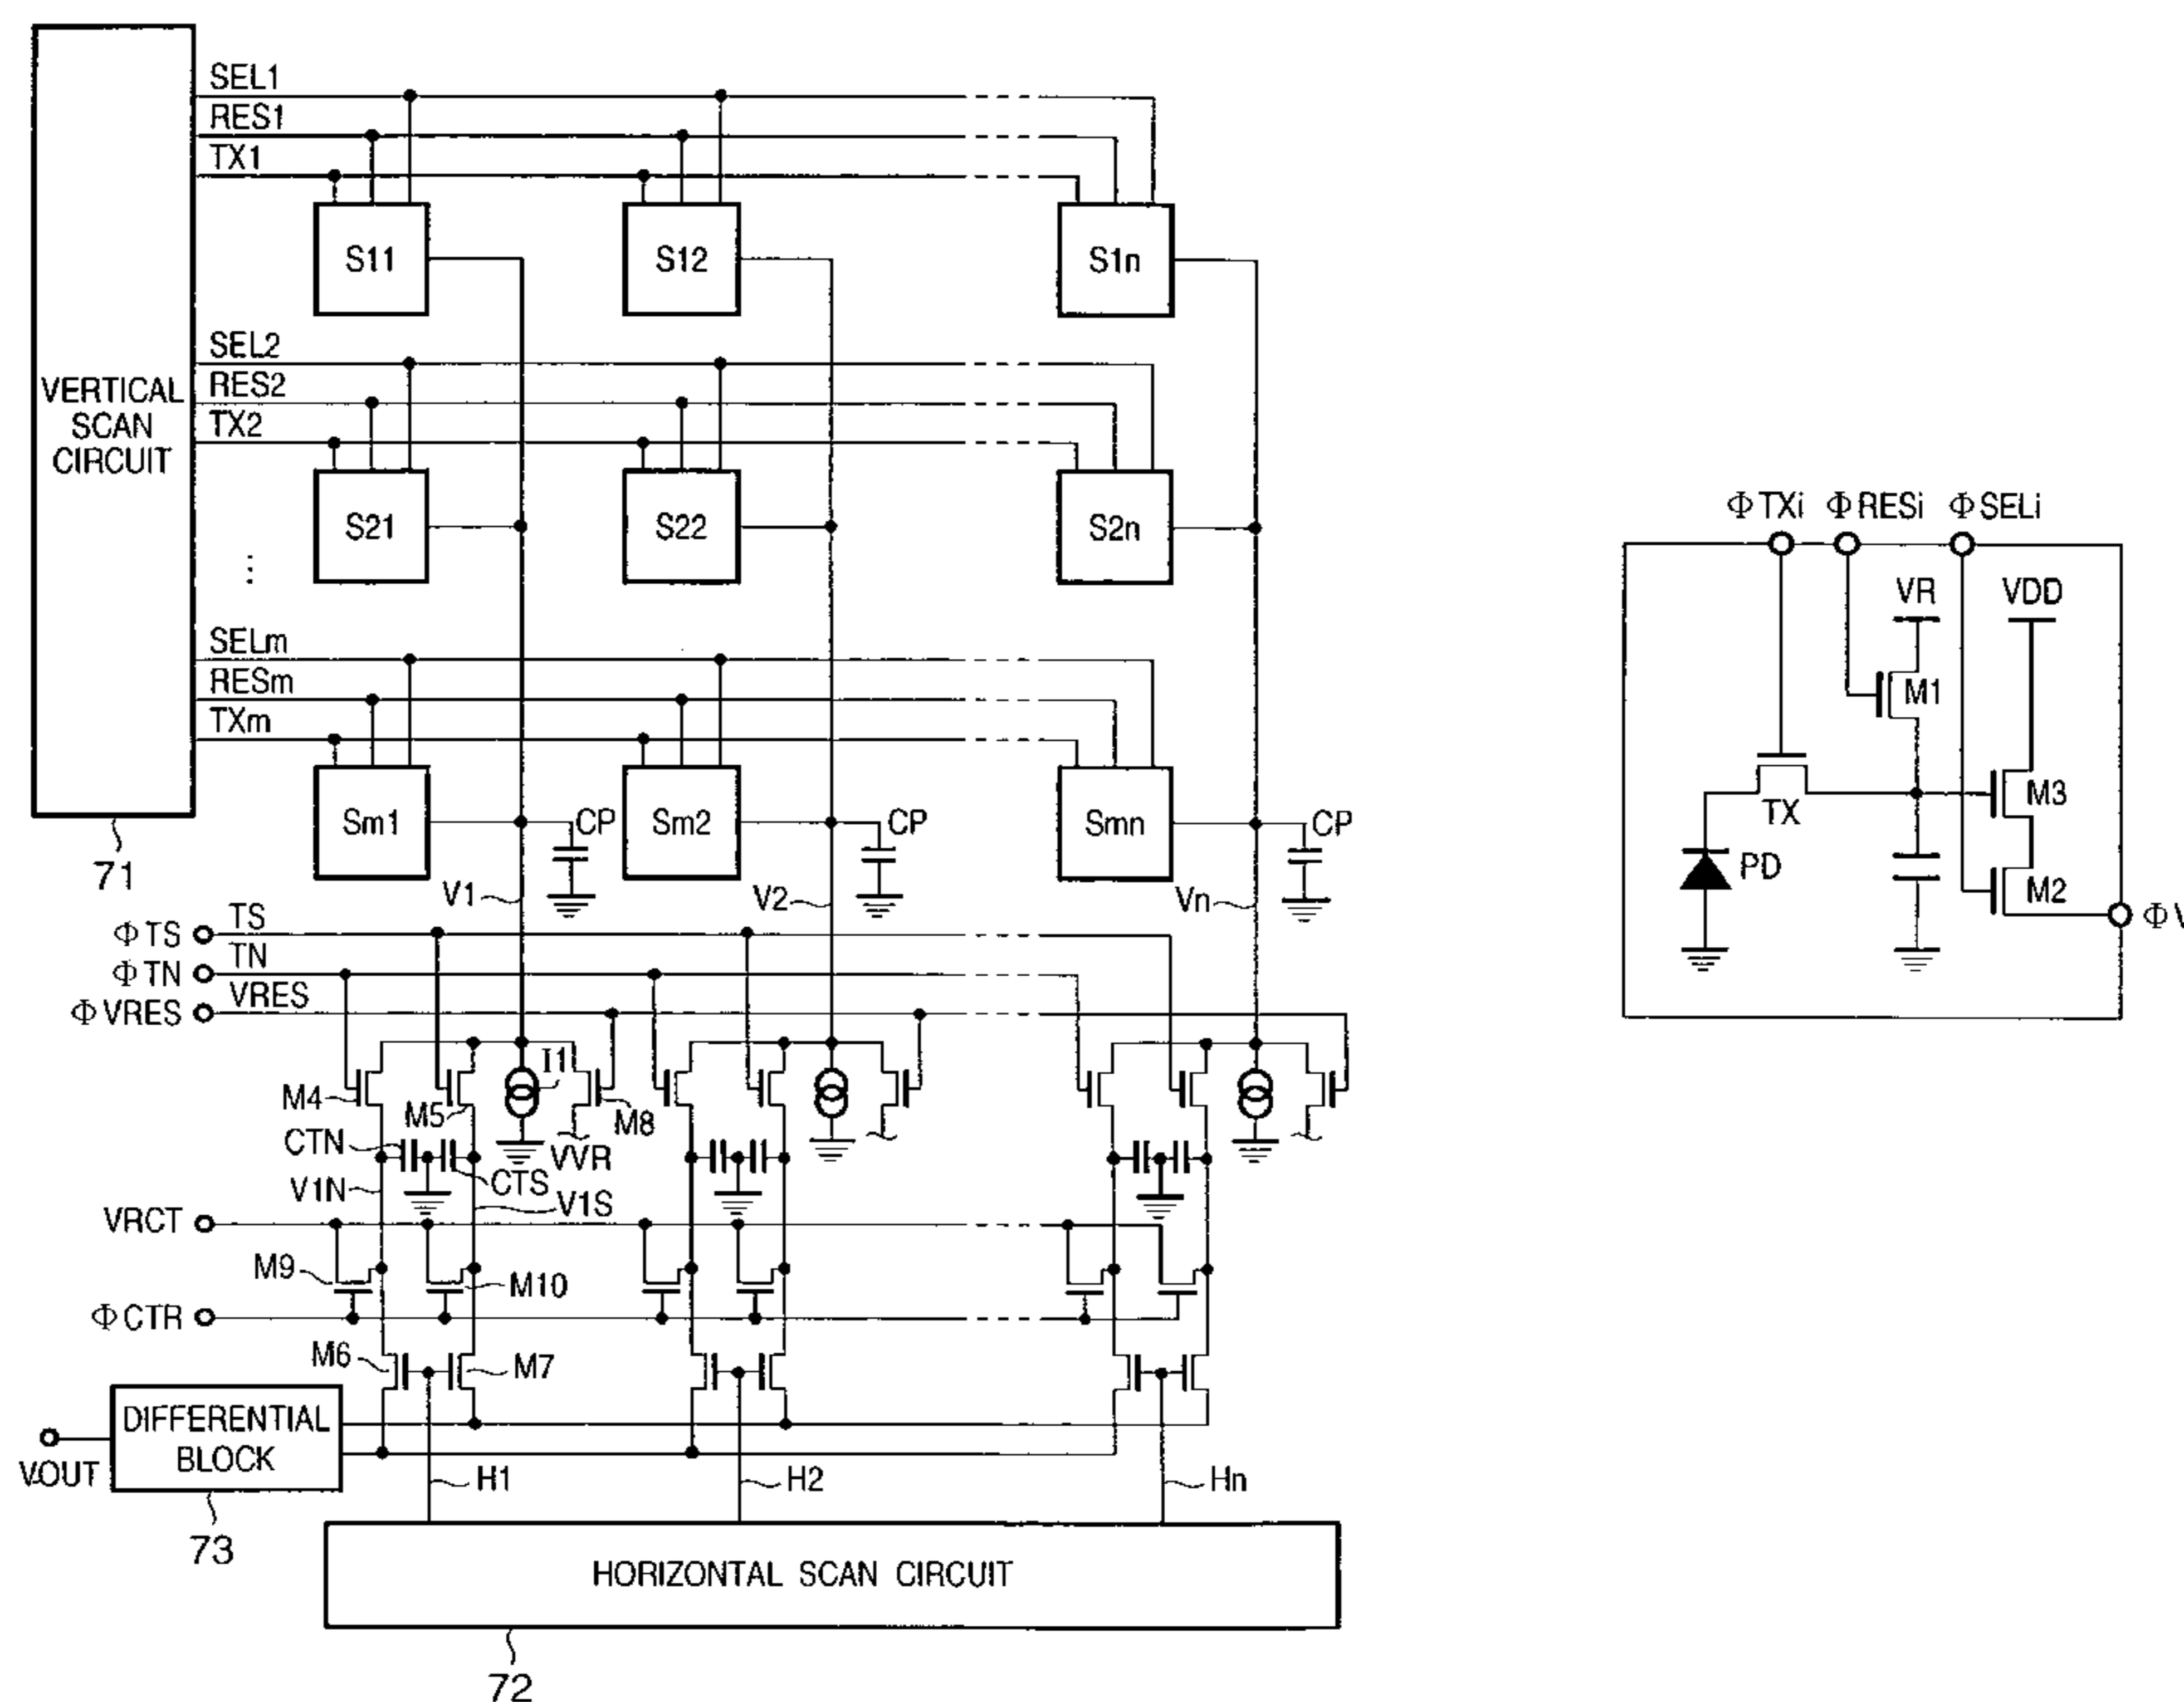 SEL1
RES1
TX1
S11
S12
S1n
SEL2
RES2
TX2
VERTICAL
SCAN
CIRCUIT
S21
S22
S2n
SELm
RESm
TXm
Sm1
CP
Sm2
CP
Smn
CP
71
V1
V2
Vn
ΦTS
TS
ΦTN
TN
ΦVRES
VRES
M4
M5
I1
M8
CTN
CTS
VVR
V1N
V1S
VRCT
M9
M10
ΦCTR
M6
M7
DIFFERENTIAL
BLOCK
VOUT
73
H1
H2
Hn
HORIZONTAL SCAN CIRCUIT
72
ΦTXi ΦRESi ΦSELi
VR
VDD
M1
TX
M3
PD
M2
ΦV